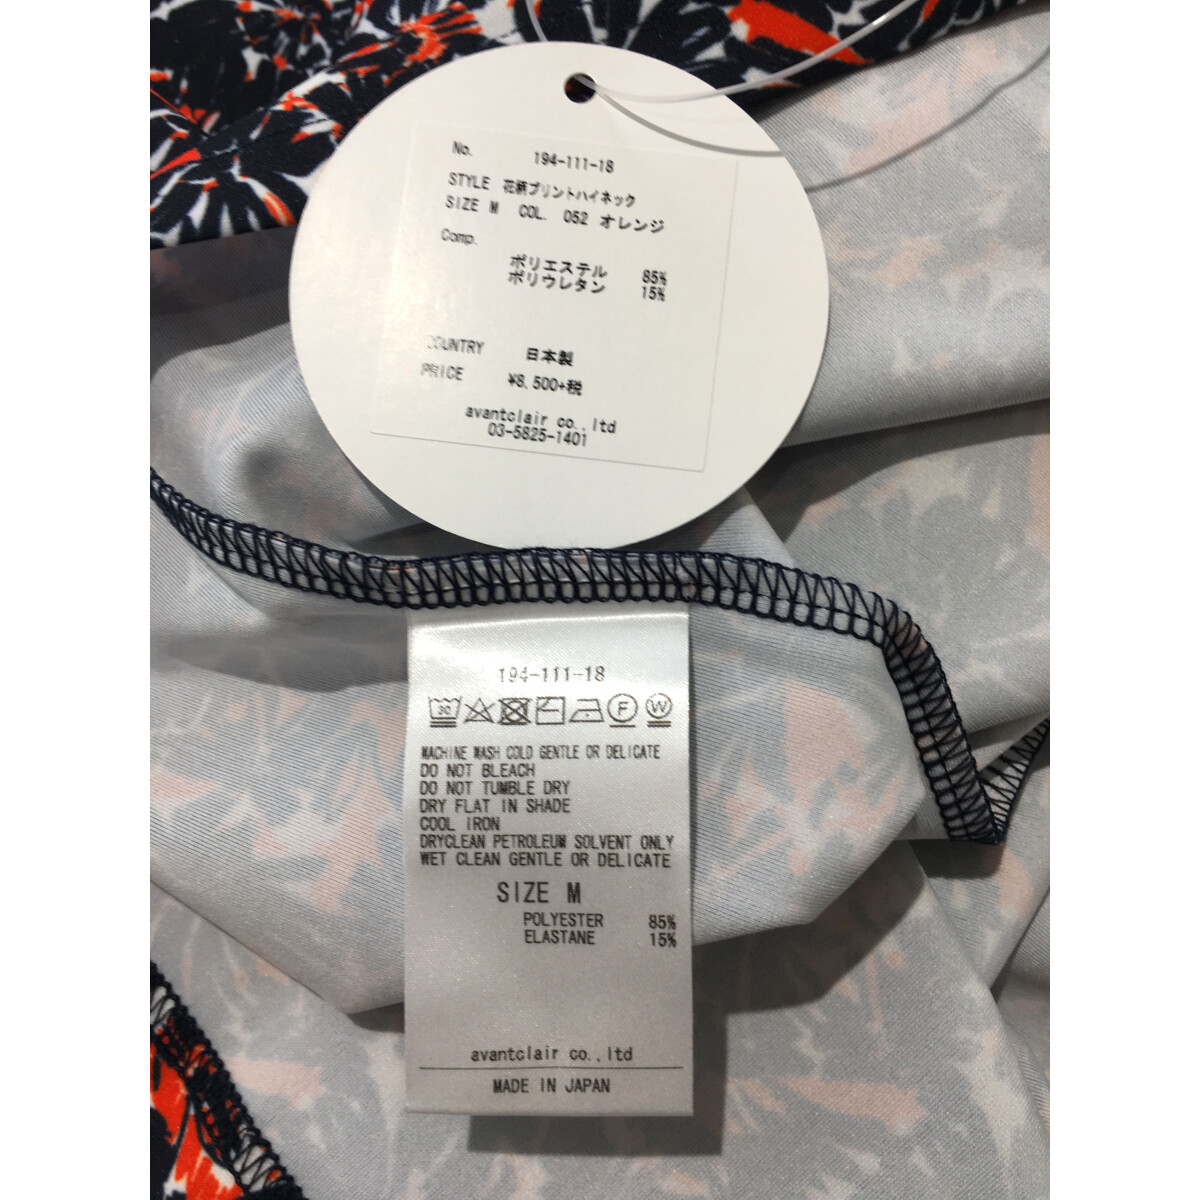 No. 194-111-18
STYLE 花柄プリントハイネック
SIZE M COL. 052 オレンジ
Comp.
ポリエステル 85%
ポリウレタン 15%
COUNTRY 日本製
PRICE ¥8,500+税
avantclair co.,ltd
03-5825-1401
194-111-18
30 F W
MACHINE WASH COLD GENTLE OR DELICATE
DO NOT BLEACH
DO NOT TUMBLE DRY
DRY FLAT IN SHADE
COOL IRON
DRYCLEAN PETROLEUM SOLVENT ONLY
WET CLEAN GENTLE OR DELICATE
SIZE M
POLYESTER 85%
ELASTANE 15%
avantclair co.,ltd
MADE IN JAPAN